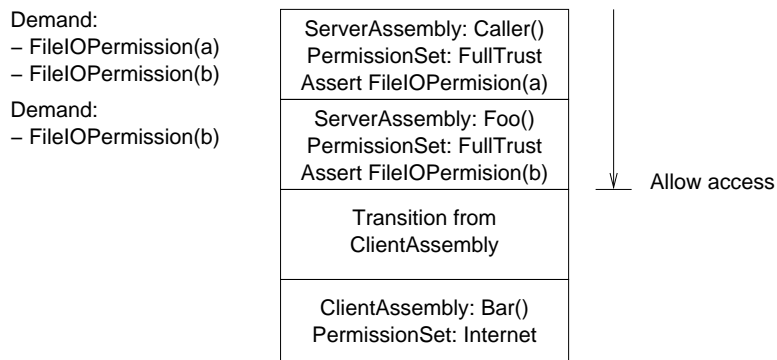 Demand:
– FileIOPermission(a)
– FileIOPermission(b)
Demand:
– FileIOPermission(b)
ServerAssembly: Caller()
PermissionSet: FullTrust
Assert FileIOPermision(a)
ServerAssembly: Foo()
PermissionSet: FullTrust
Assert FileIOPermision(b)
Allow access
Transition from
ClientAssembly
ClientAssembly: Bar()
PermissionSet: Internet